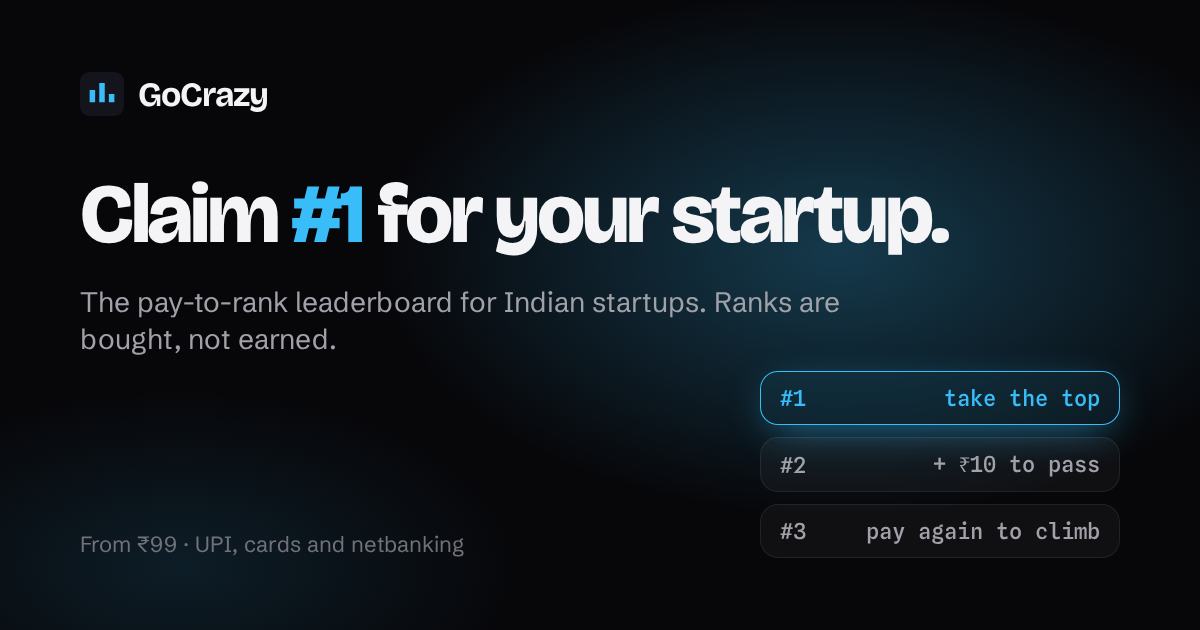 GoCrazy
Claim #1 for your startup.
The pay-to-rank leaderboard for Indian startups. Ranks are
bought, not earned.
#1 take the top
#2 + ₹10 to pass
#3 pay again to climb
From ₹99 · UPI, cards and netbanking